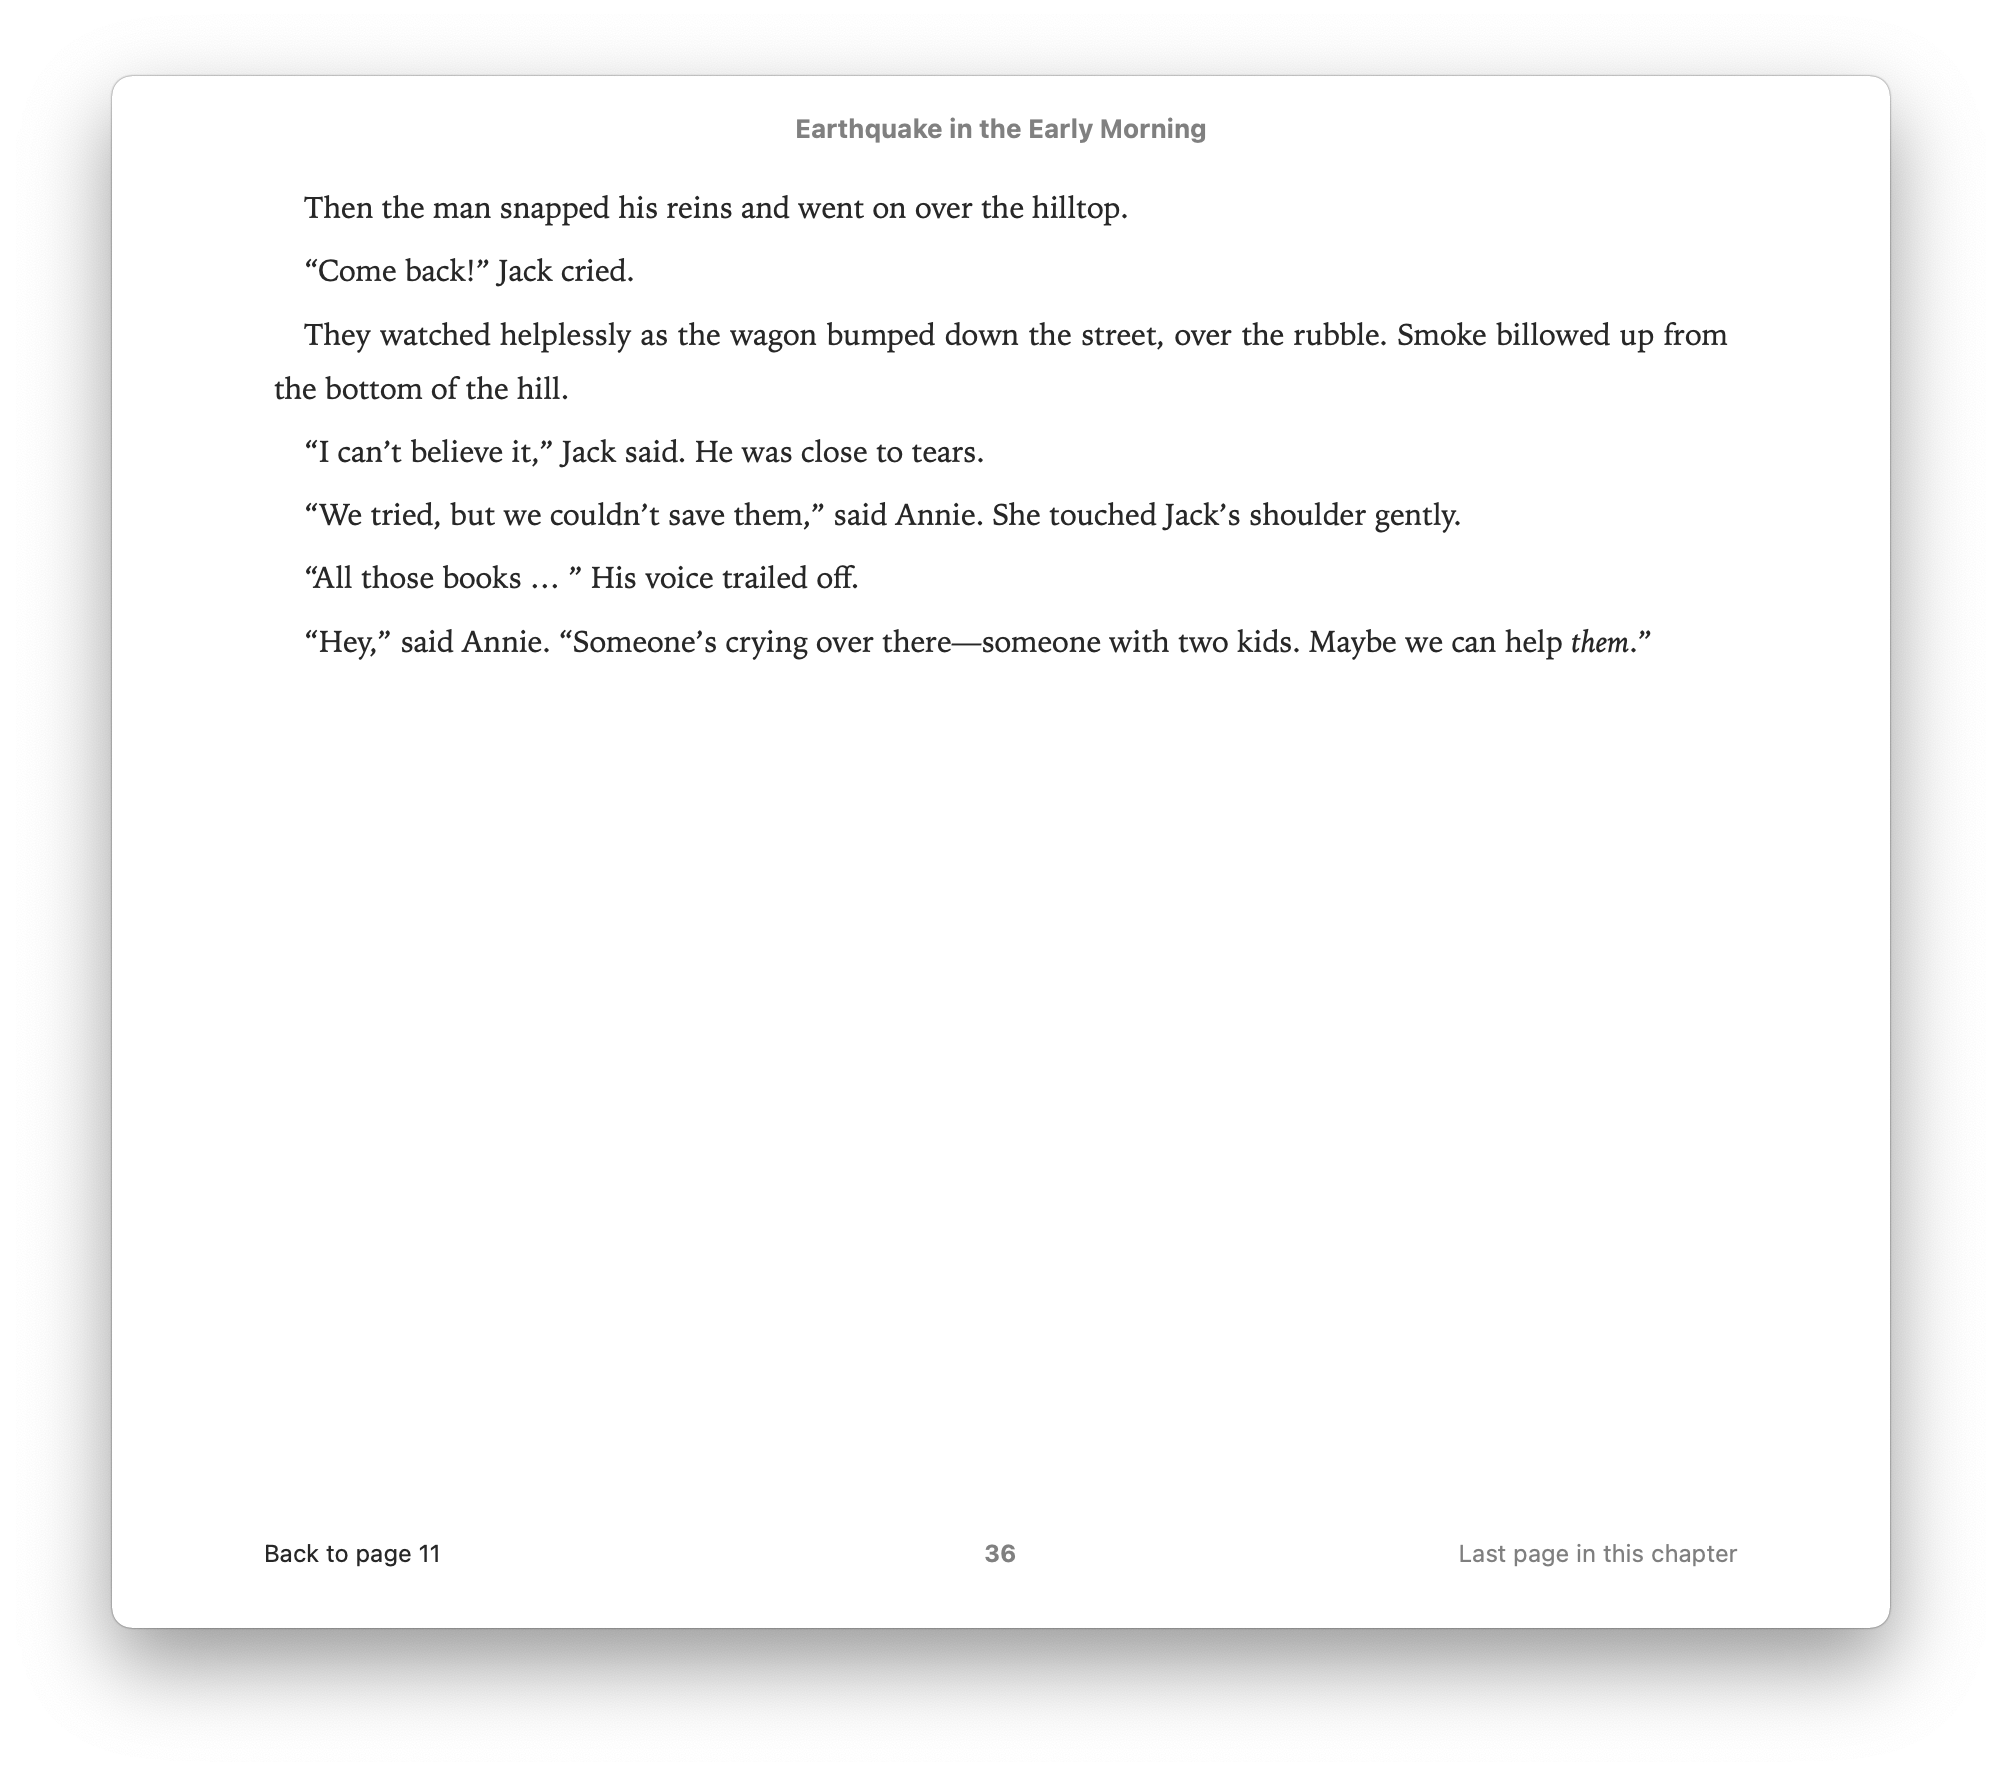 Earthquake in the Early Morning
Then the man snapped his reins and went on over the hilltop.
“Come back!” Jack cried.
They watched helplessly as the wagon bumped down the street, over the rubble. Smoke billowed up from
the bottom of the hill.
“I can’t believe it,” Jack said. He was close to tears.
“We tried, but we couldn’t save them,” said Annie. She touched Jack’s shoulder gently.
“All those books … ” His voice trailed off.
“Hey,” said Annie. “Someone’s crying over there—someone with two kids. Maybe we can help them.”
Back to page 11
36
Last page in this chapter